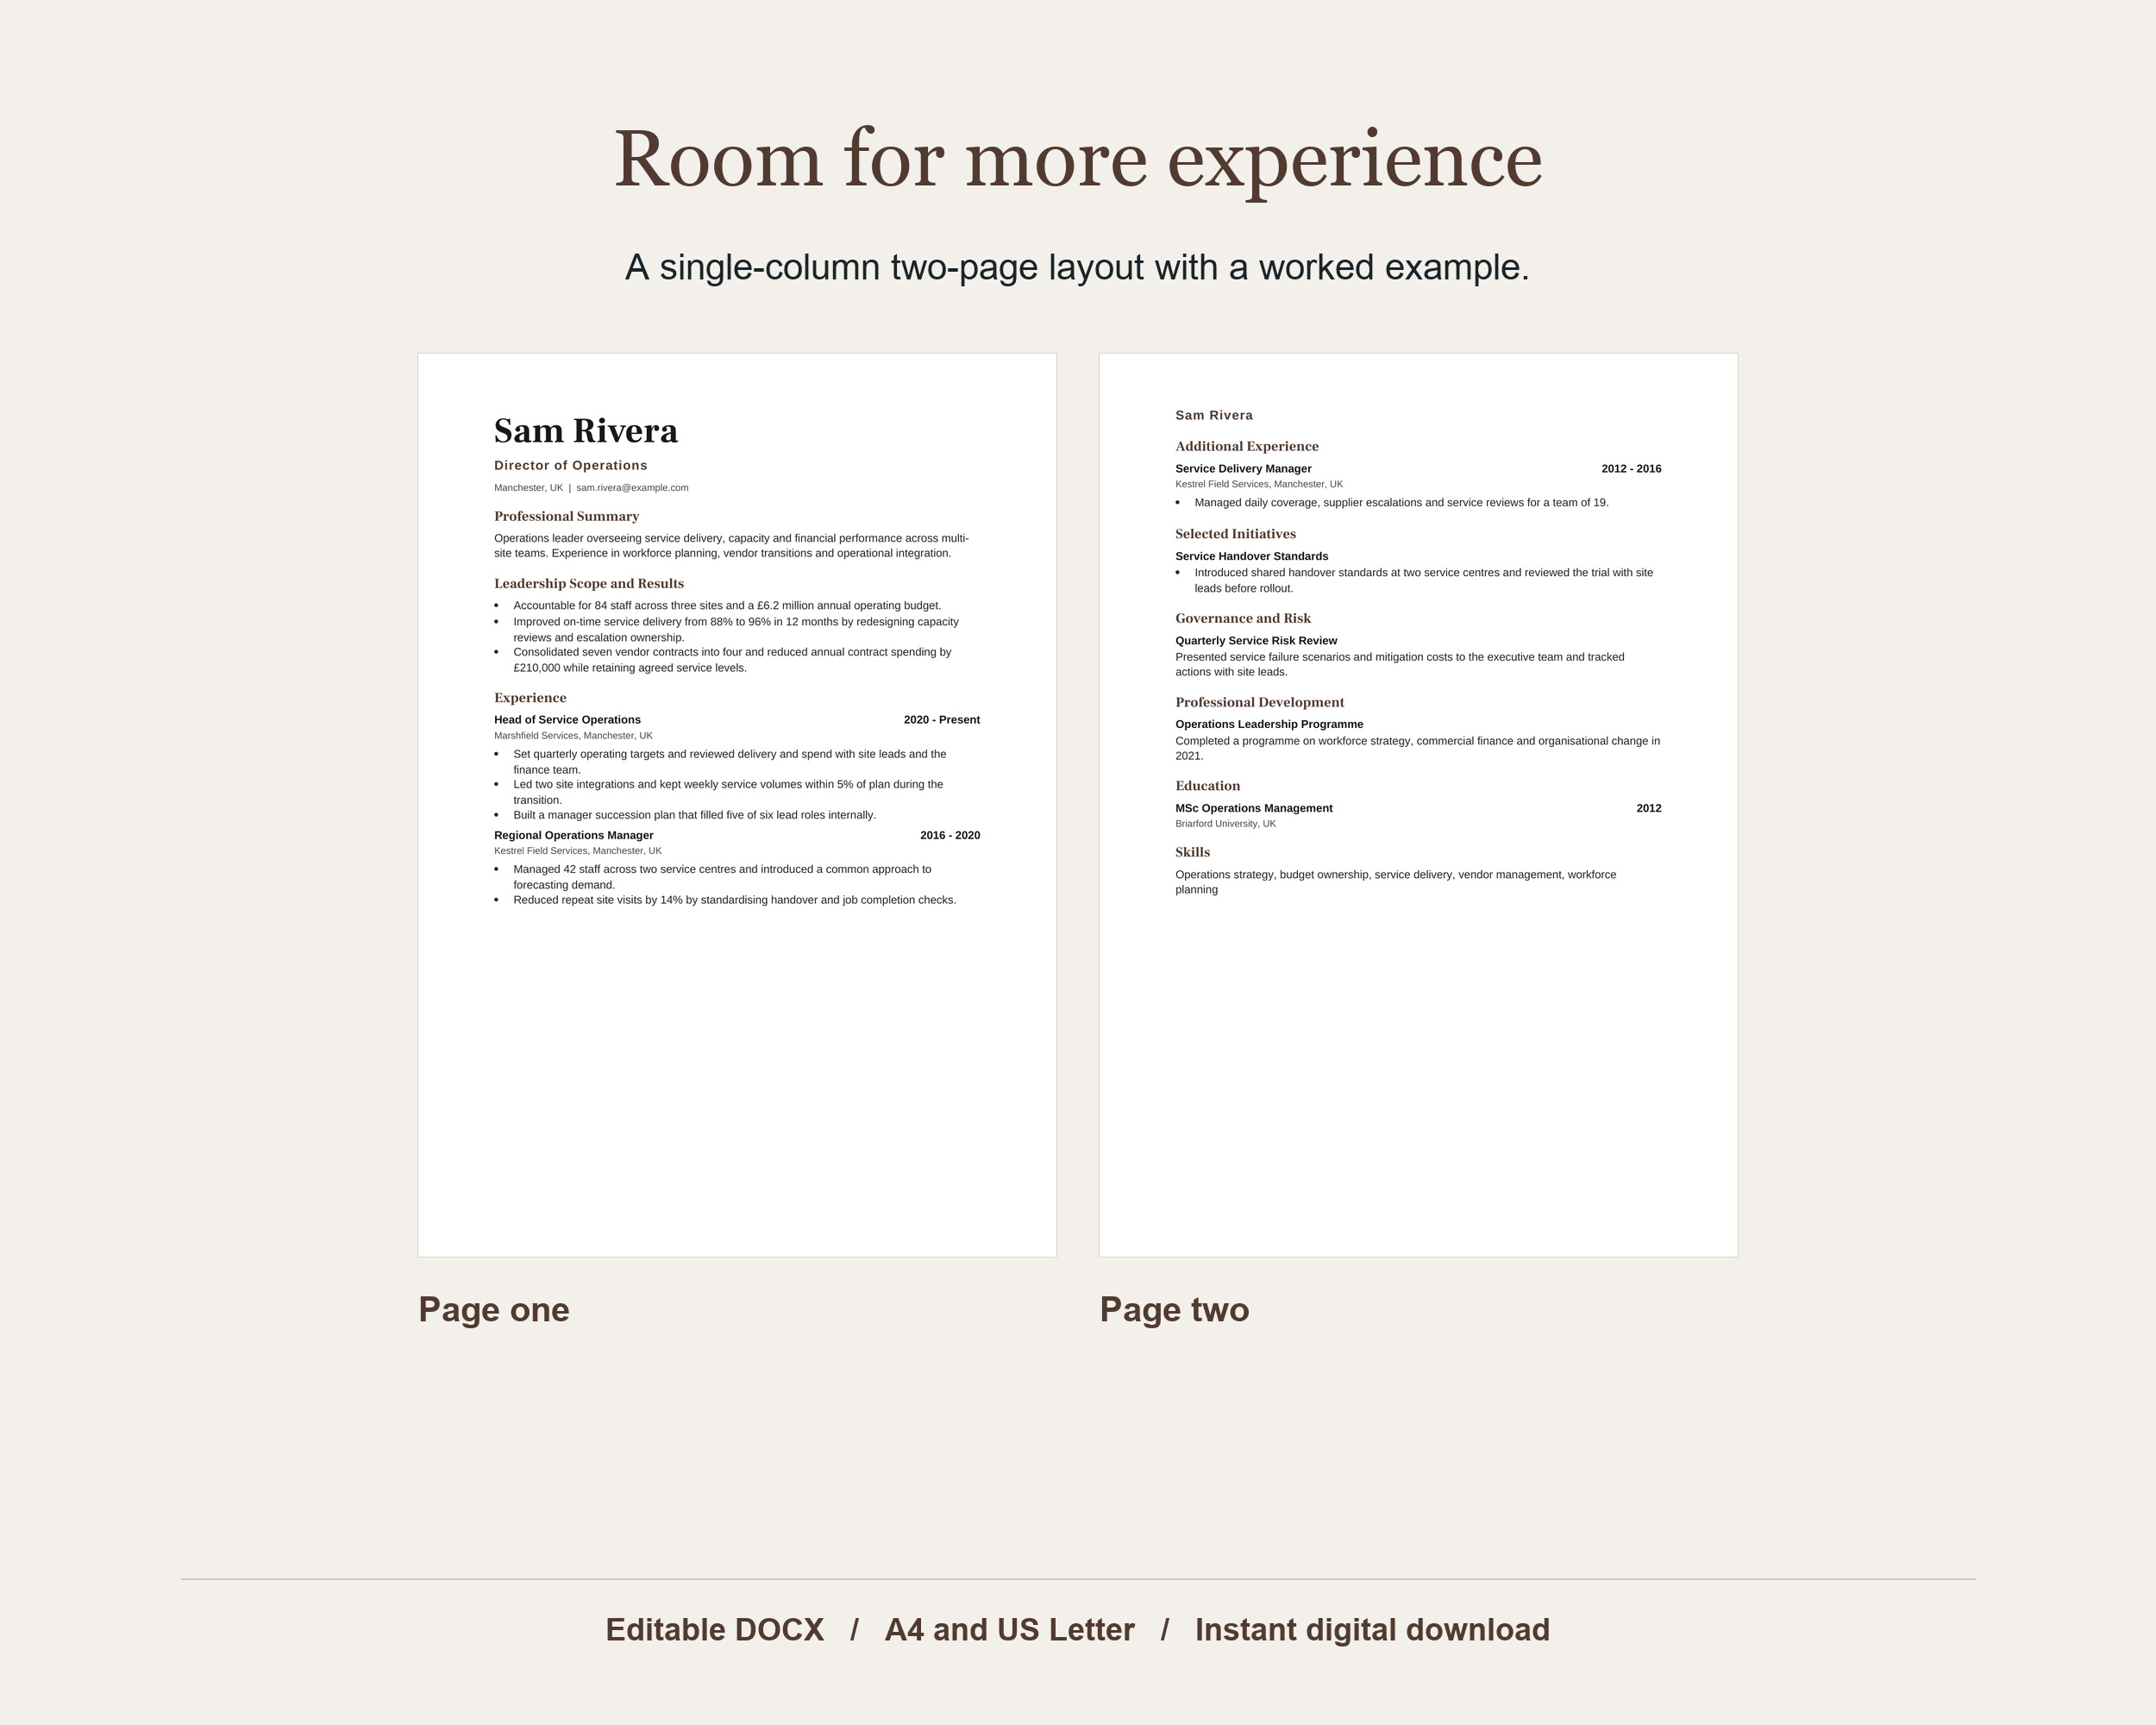 Room for more experience
A single-column two-page layout with a worked example.
Sam Rivera
Director of Operations
Manchester, UK | sam.rivera@example.com
Professional Summary
Operations leader overseeing service delivery, capacity and financial performance across multi-
site teams. Experience in workforce planning, vendor transitions and operational integration.
Leadership Scope and Results
• Accountable for 84 staff across three sites and a £6.2 million annual operating budget.
• Improved on-time service delivery from 88% to 96% in 12 months by redesigning capacity
reviews and escalation ownership.
• Consolidated seven vendor contracts into four and reduced annual contract spending by
£210,000 while retaining agreed service levels.
Experience
Head of Service Operations 2020 - Present
Marshfield Services, Manchester, UK
• Set quarterly operating targets and reviewed delivery and spend with site leads and the
finance team.
• Led two site integrations and kept weekly service volumes within 5% of plan during the
transition.
• Built a manager succession plan that filled five of six lead roles internally.
Regional Operations Manager 2016 - 2020
Kestrel Field Services, Manchester, UK
• Managed 42 staff across two service centres and introduced a common approach to
forecasting demand.
• Reduced repeat site visits by 14% by standardising handover and job completion checks.
Page one
Sam Rivera
Additional Experience
Service Delivery Manager 2012 - 2016
Kestrel Field Services, Manchester, UK
• Managed daily coverage, supplier escalations and service reviews for a team of 19.
Selected Initiatives
Service Handover Standards
• Introduced shared handover standards at two service centres and reviewed the trial with site
leads before rollout.
Governance and Risk
Quarterly Service Risk Review
Presented service failure scenarios and mitigation costs to the executive team and tracked
actions with site leads.
Professional Development
Operations Leadership Programme
Completed a programme on workforce strategy, commercial finance and organisational change in
2021.
Education
MSc Operations Management 2012
Briarford University, UK
Skills
Operations strategy, budget ownership, service delivery, vendor management, workforce
planning
Page two
Editable DOCX / A4 and US Letter / Instant digital download